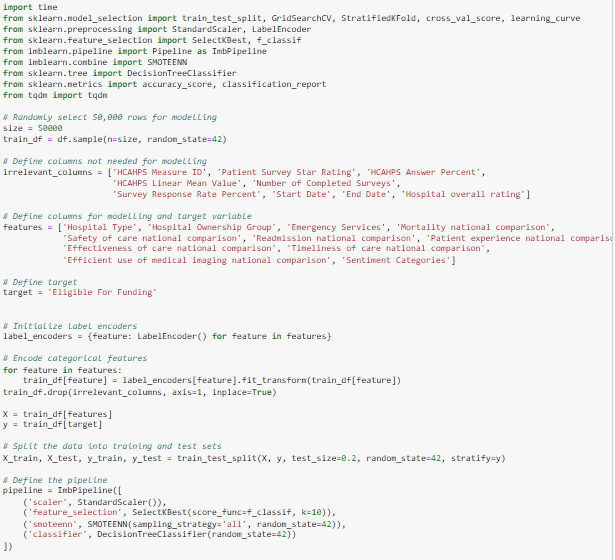 import time
from sklearn.model_selection import train_test_split, GridSearchCV, StratifiedKFold, cross_val_score, learning_curve
from sklearn.preprocessing import StandardScaler, LabelEncoder
from sklearn.feature_selection import SelectKBest, f_classif
from imblearn.pipeline import Pipeline as ImbPipeline
from imblearn.combine import SMOTEENN
from sklearn.tree import DecisionTreeClassifier
from sklearn.metrics import accuracy_score, classification_report
from tqdm import tqdm

# Randomly select 50,000 rows for modelling
size = 50000
train_df = df.sample(n=size, random_state=42)

# Define columns not needed for modelling
irrelevant_columns = ['HCAHPS Measure ID', 'Patient Survey Star Rating', 'HCAHPS Answer Percent',
                      'HCAHPS Linear Mean Value', 'Number of Completed Surveys',
                      'Survey Response Rate Percent', 'Start Date', 'End Date', 'Hospital overall rating']

# Define columns for modelling and target variable
features = ['Hospital Type', 'Hospital Ownership Group', 'Emergency Services', 'Mortality national comparison',
            'Safety of care national comparison', 'Readmission national comparison', 'Patient experience national comparisc
            'Effectiveness of care national comparison', 'Timeliness of care national comparison',
            'Efficient use of medical imaging national comparison', 'Sentiment Categories']

# Define target
target = 'Eligible For Funding'

# Initialize label encoders
label_encoders = {feature: LabelEncoder() for feature in features}

# Encode categorical features
for feature in features:
    train_df[feature] = label_encoders[feature].fit_transform(train_df[feature])
train_df.drop(irrelevant_columns, axis=1, inplace=True)

X = train_df[features]
y = train_df[target]

# Split the data into training and test sets
X_train, X_test, y_train, y_test = train_test_split(X, y, test_size=0.2, random_state=42, stratify=y)

# Define the pipeline
pipeline = ImbPipeline([
    ('scaler', StandardScaler()),
    ('feature_selection', SelectKBest(score_func=f_classif, k=10)),
    ('smoteenn', SMOTEENN(sampling_strategy='all', random_state=42)),
    ('classifier', DecisionTreeClassifier(random_state=42))
])